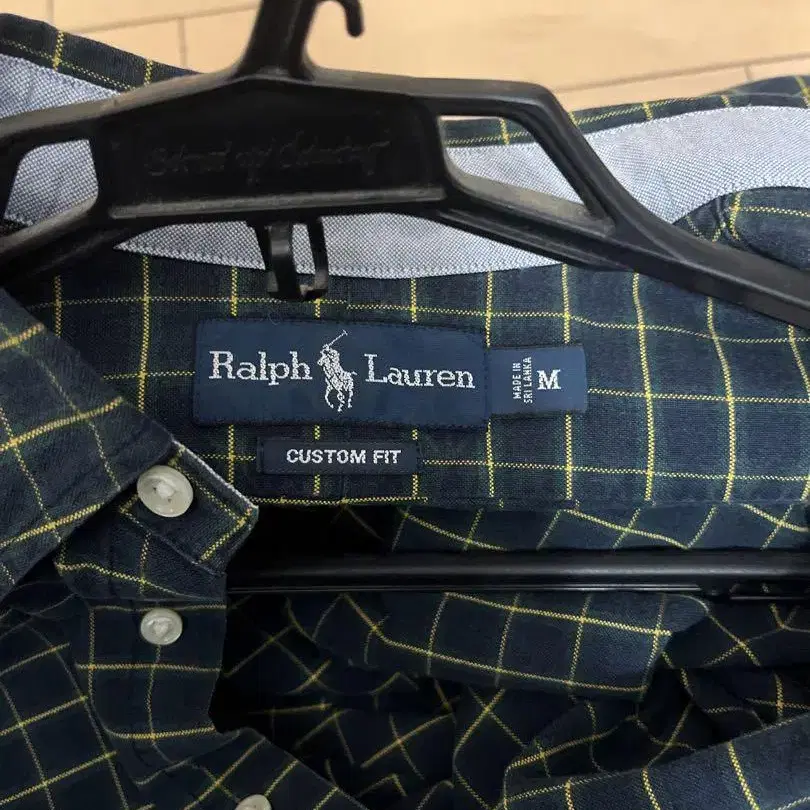 Ralph Lauren
MADE IN
SRI LANKA
M
CUSTOM FIT